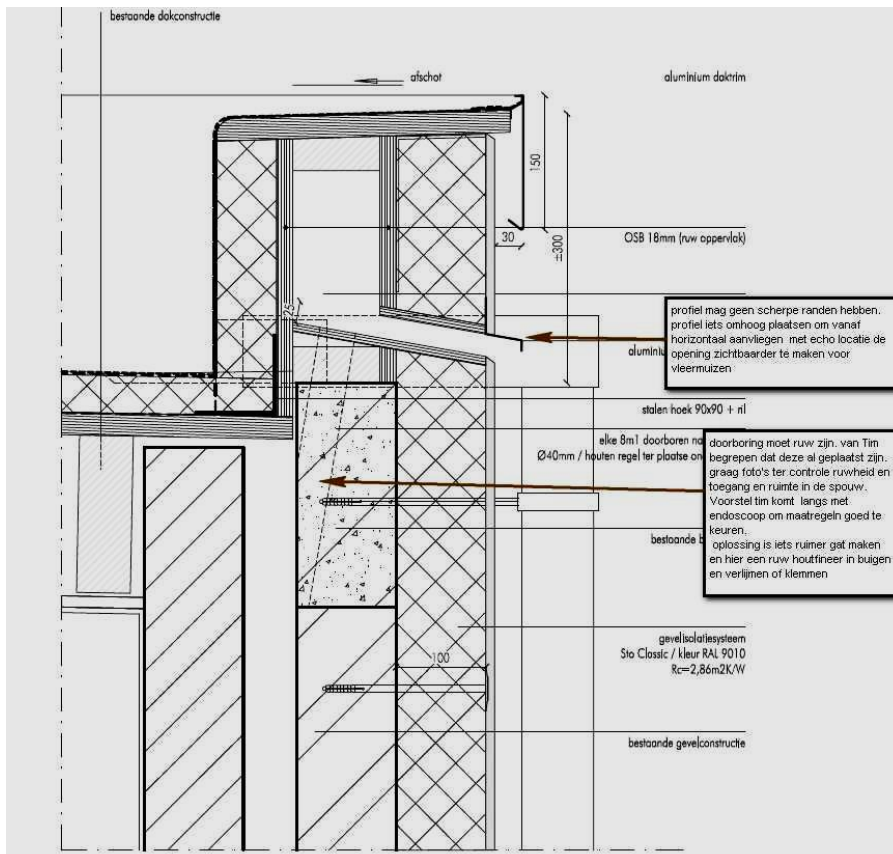 bestaande dakconstructie
afschot
aluminium daktrim
150
30
±300
OSB 18mm (ruw oppervlak)
25
profiel mag geen scherpe randen hebben.
profiel iets omhoog plaatsen om vanaf
horizontaal aanvliegen met echo locatie de
opening zichtbaarder te maken voor
vleermuizen
stalen hoek 90x90 + ril
elke 8m1 doorboren
Ø40mm / houten regel ter plaatse
doorboring moet ruw zijn. van Tim
begrepen dat deze al geplaatst zijn.
graag foto's ter controle ruwheid en
toegang en ruimte in de spouw.
Voorstel tim komt langs met
endoscoop om maatregeln goed te
keuren.
oplossing is iets ruimer gat maken
en hier een ruw houtfineer in buigen
en verlijmen of klemmen
bestaande
gevelisolatiesysteem
Sto Classic / kleur RAL 9010
Rc=2,86m2K/W
100
bestaande gevelconstructie